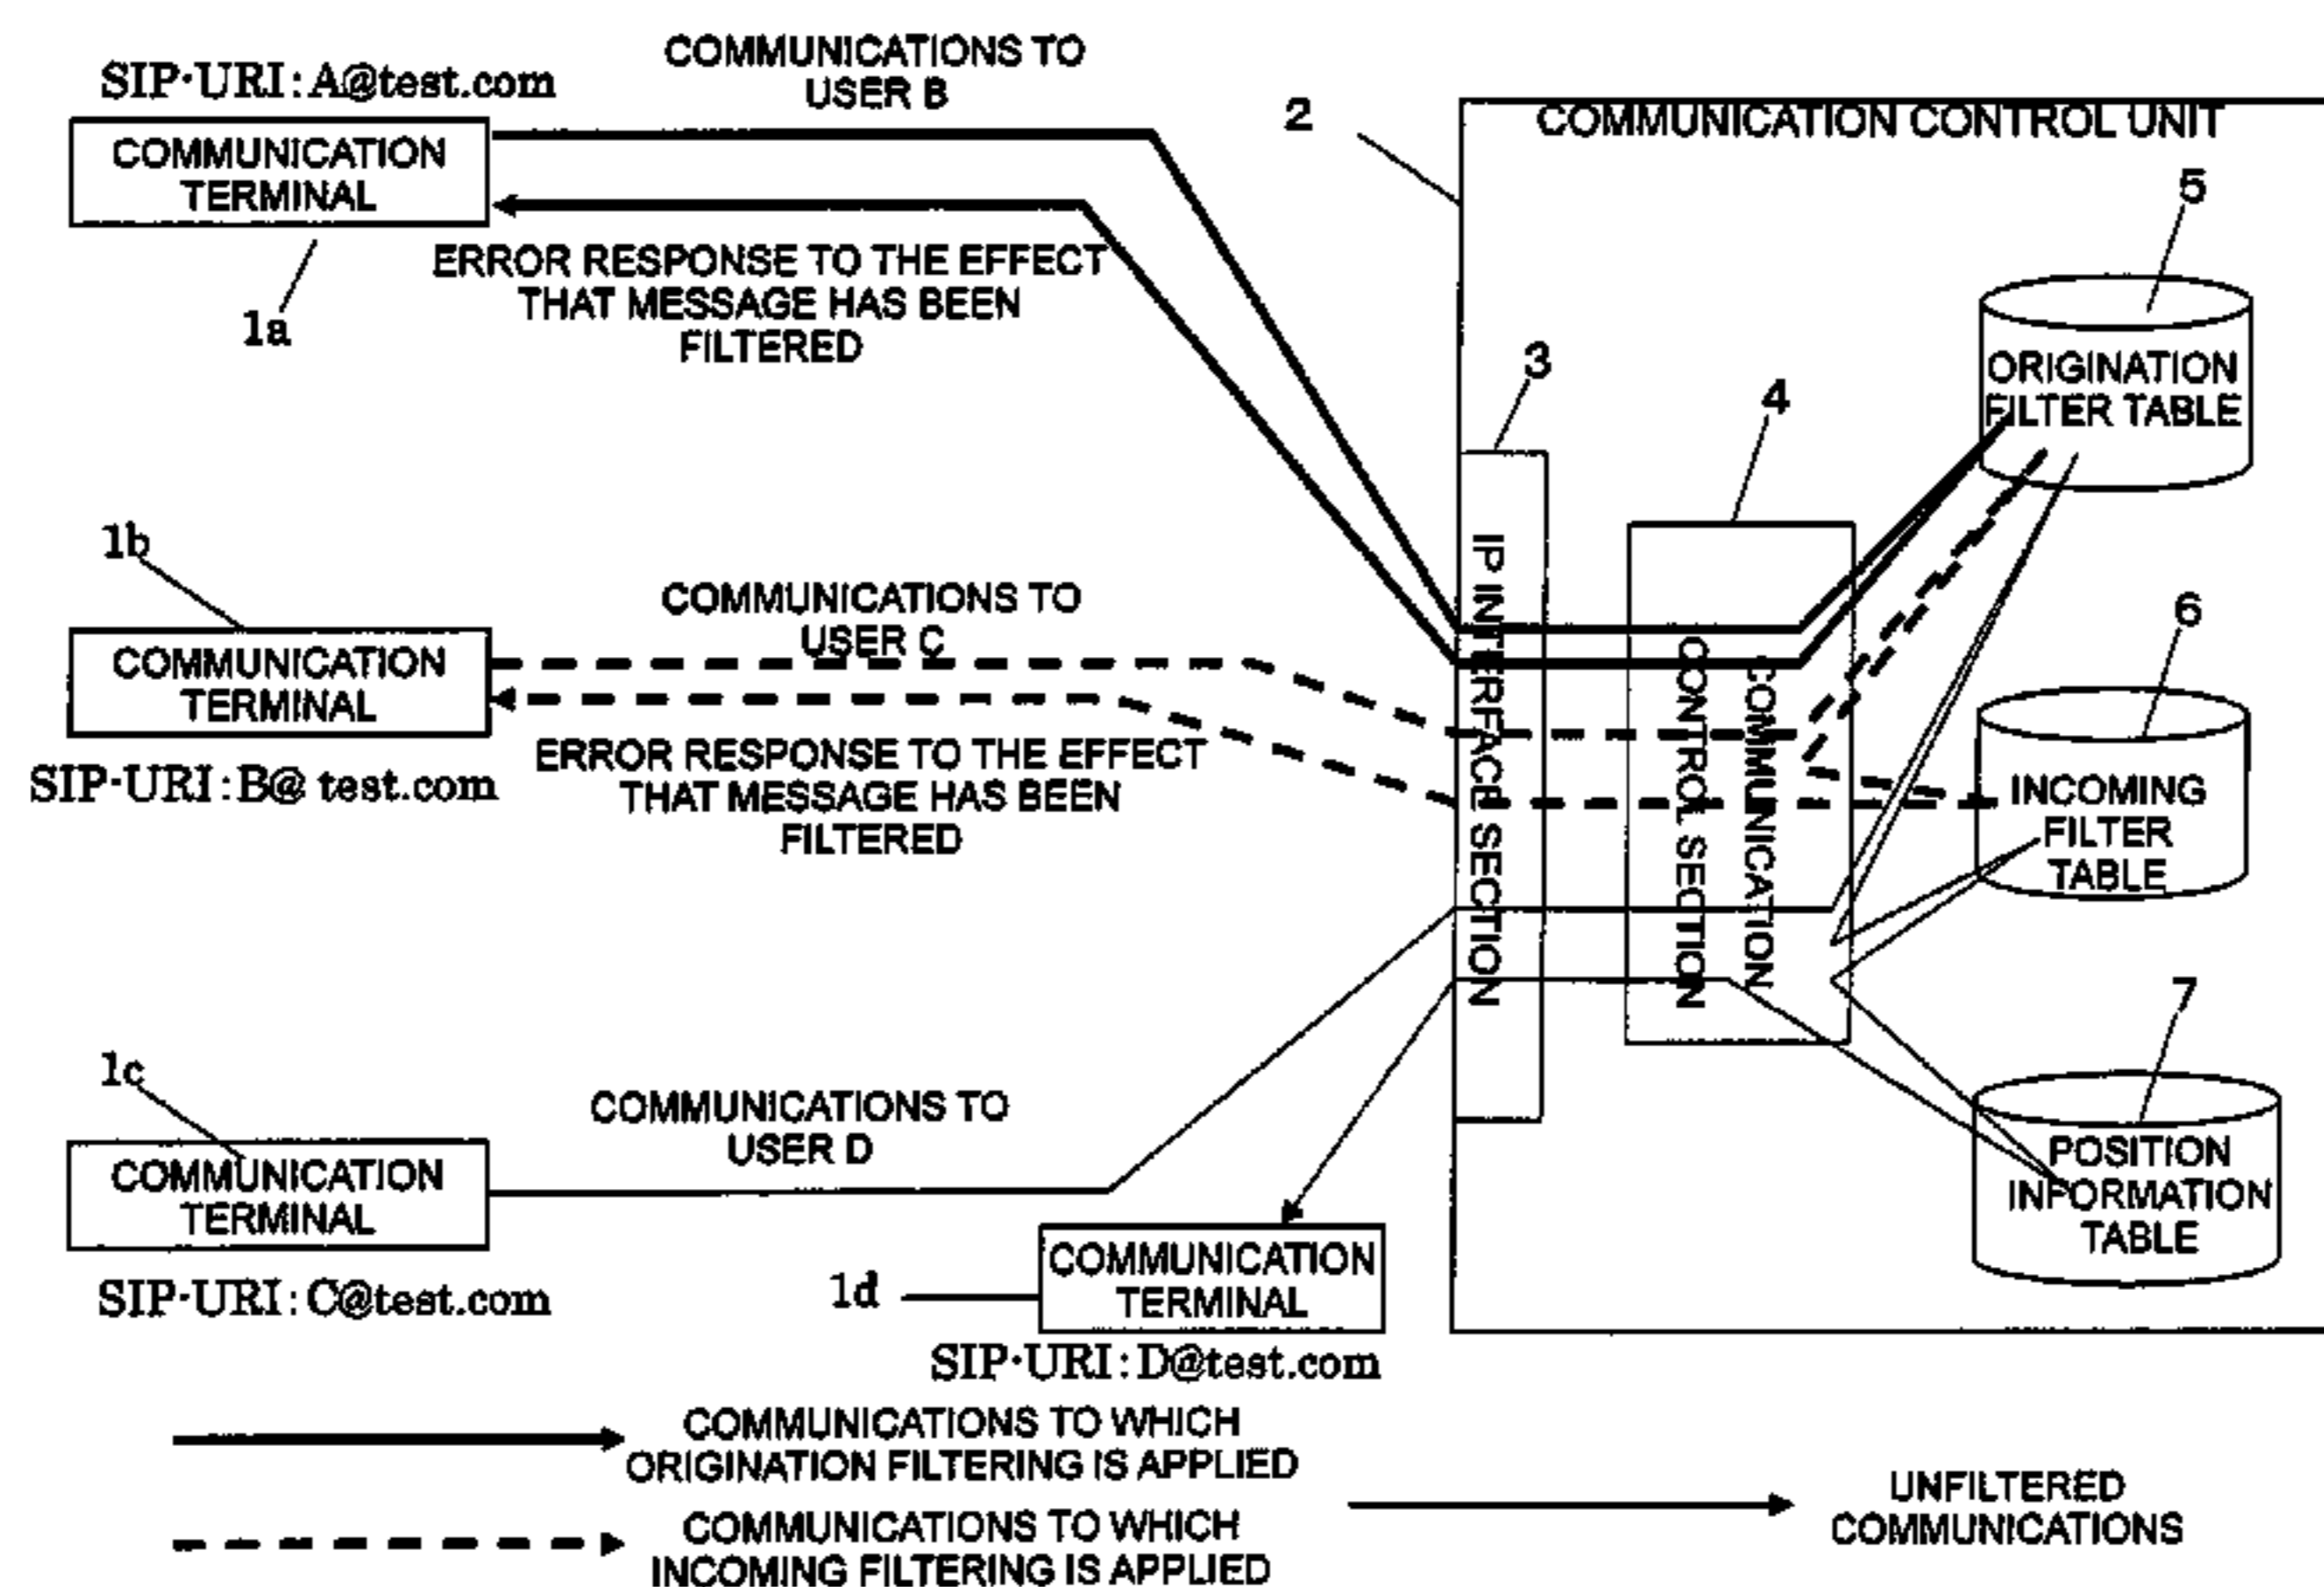 SIP·URI:A@test.com
COMMUNICATION
TERMINAL
1a
COMMUNICATIONS TO
USER B
ERROR RESPONSE TO THE EFFECT
THAT MESSAGE HAS BEEN
FILTERED
2
COMMUNICATION CONTROL UNIT
3
IP INTERFACE SECTION
4
COMMUNICATION
CONTROL SECTION
5
ORIGINATION
FILTER TABLE
1b
COMMUNICATION
TERMINAL
SIP·URI:B@ test.com
COMMUNICATIONS TO
USER C
ERROR RESPONSE TO THE EFFECT
THAT MESSAGE HAS BEEN
FILTERED
6
INCOMING
FILTER
TABLE
1c
COMMUNICATION
TERMINAL
SIP·URI:C@test.com
COMMUNICATIONS TO
USER D
1d
COMMUNICATION
TERMINAL
SIP·URI:D@test.com
7
POSITION
INFORMATION
TABLE
COMMUNICATIONS TO WHICH
ORIGINATION FILTERING IS APPLIED
COMMUNICATIONS TO WHICH
INCOMING FILTERING IS APPLIED
UNFILTERED
COMMUNICATIONS